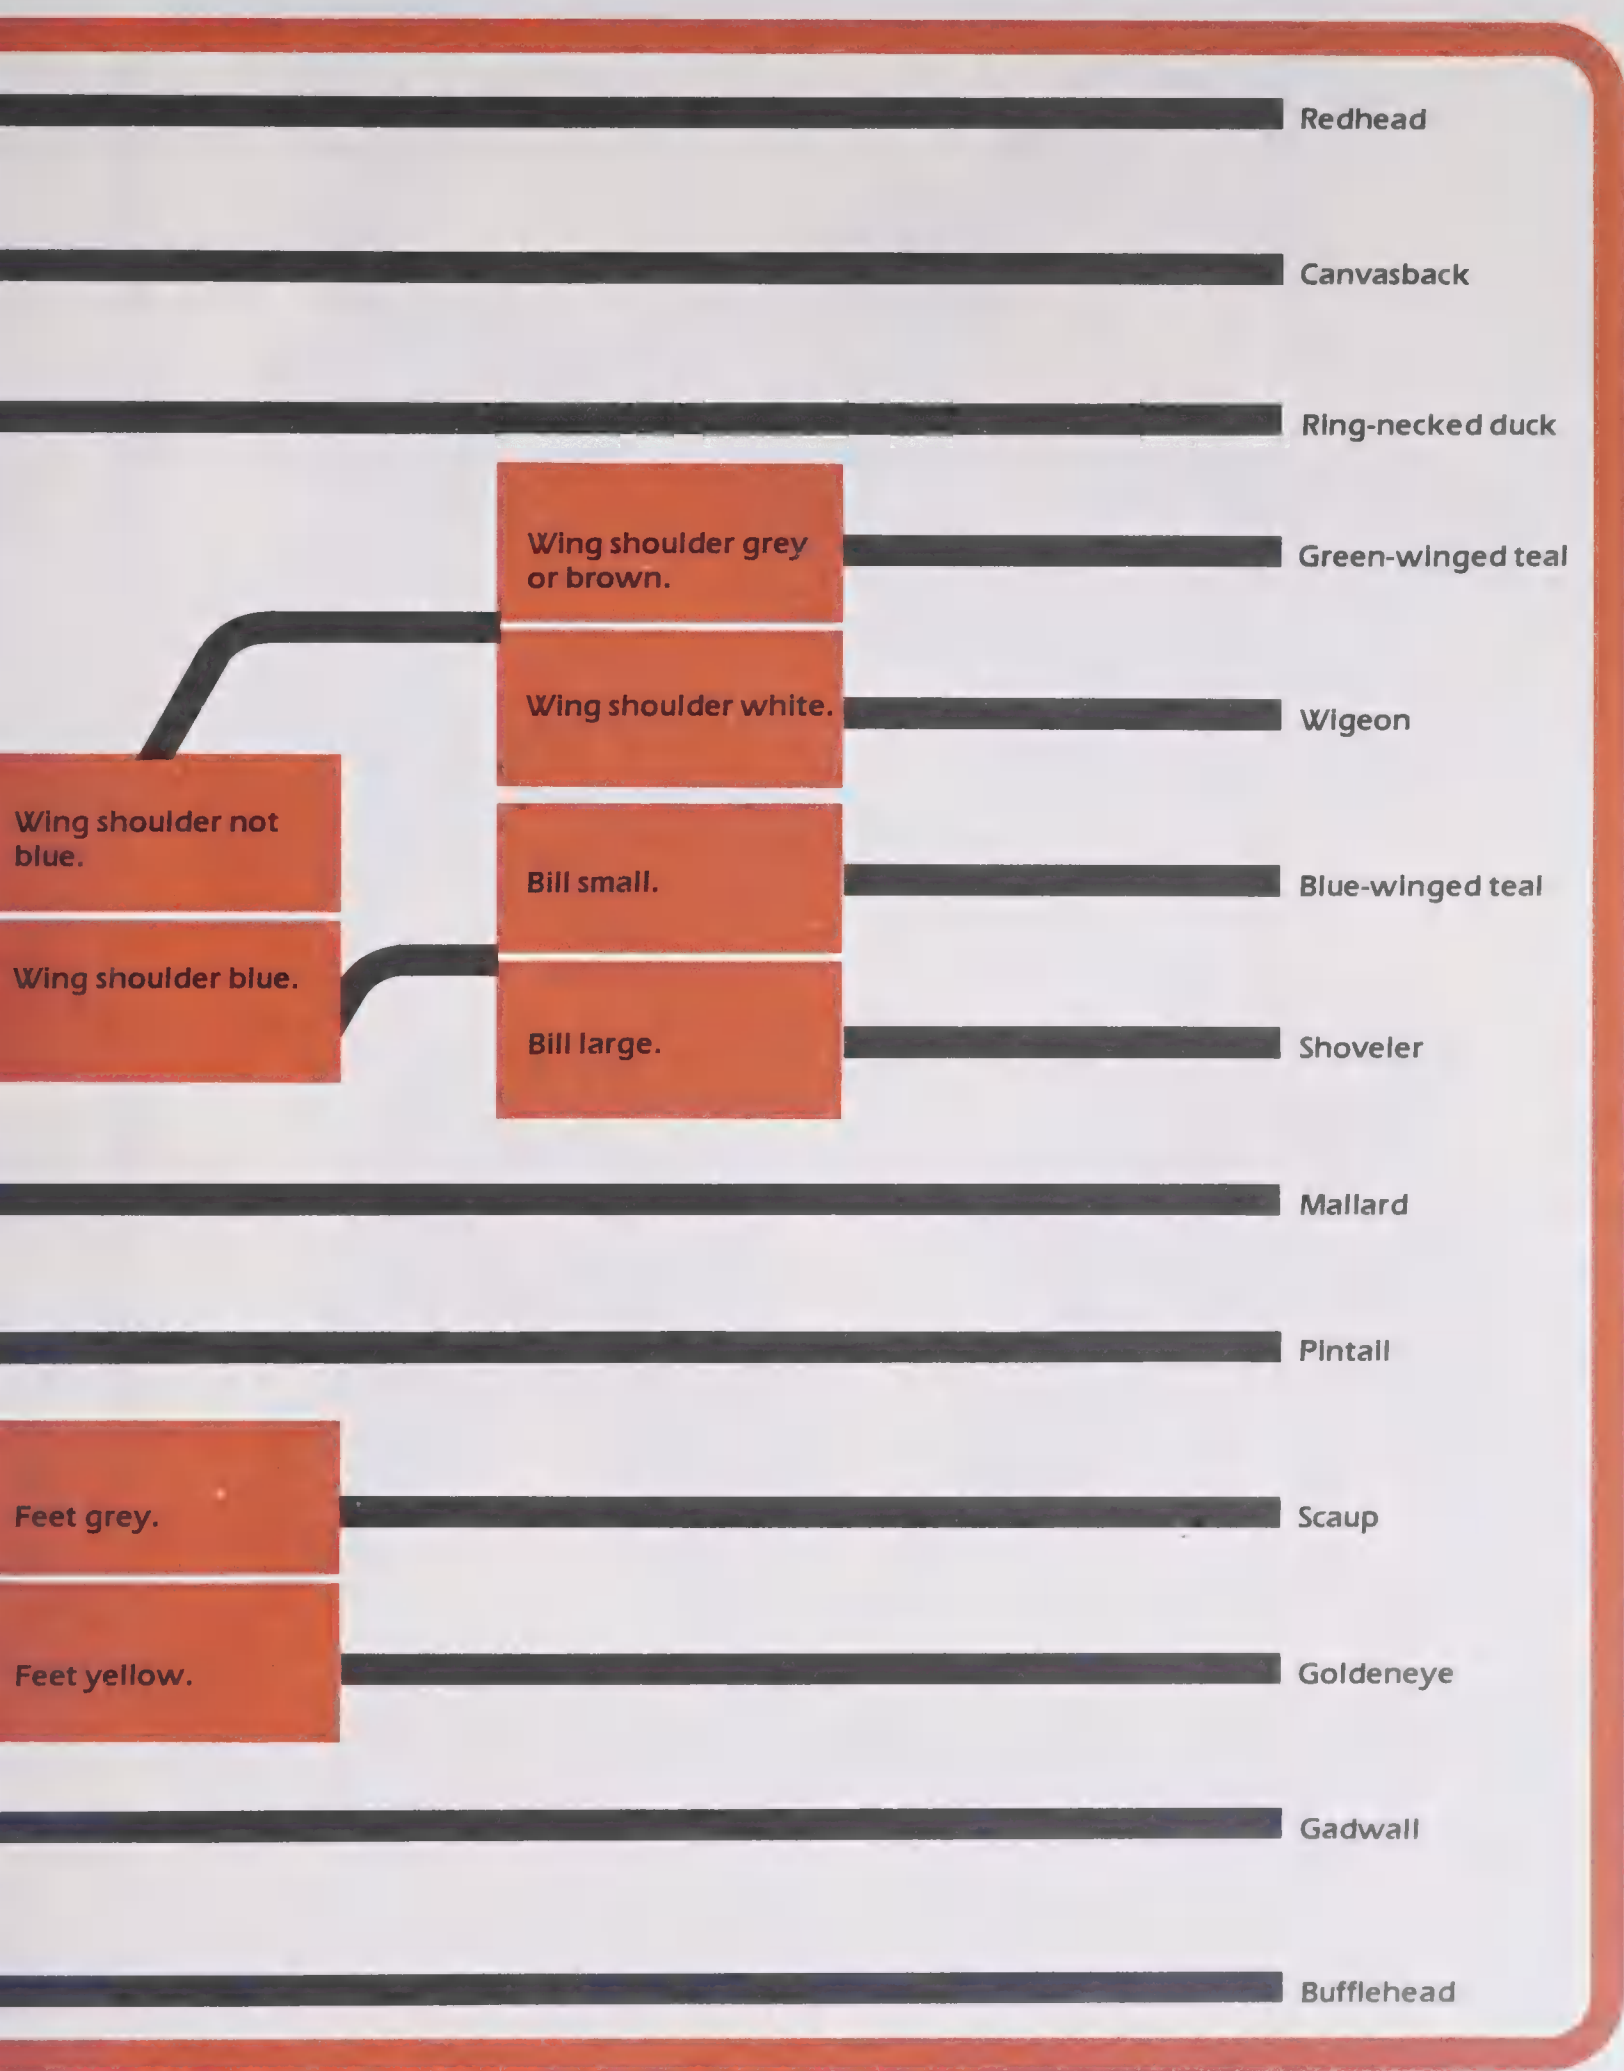 Redhead
Canvasback
Ring-necked duck
Wing shoulder grey
or brown.
Green-winged teal
Wing shoulder white.
Wigeon
Wing shoulder not
blue.
Bill small.
Blue-winged teal
Wing shoulder blue.
Bill large.
Shoveler
Mallard
Pintail
Feet grey.
Scaup
Feet yellow.
Goldeneye
Gadwall
Bufflehead